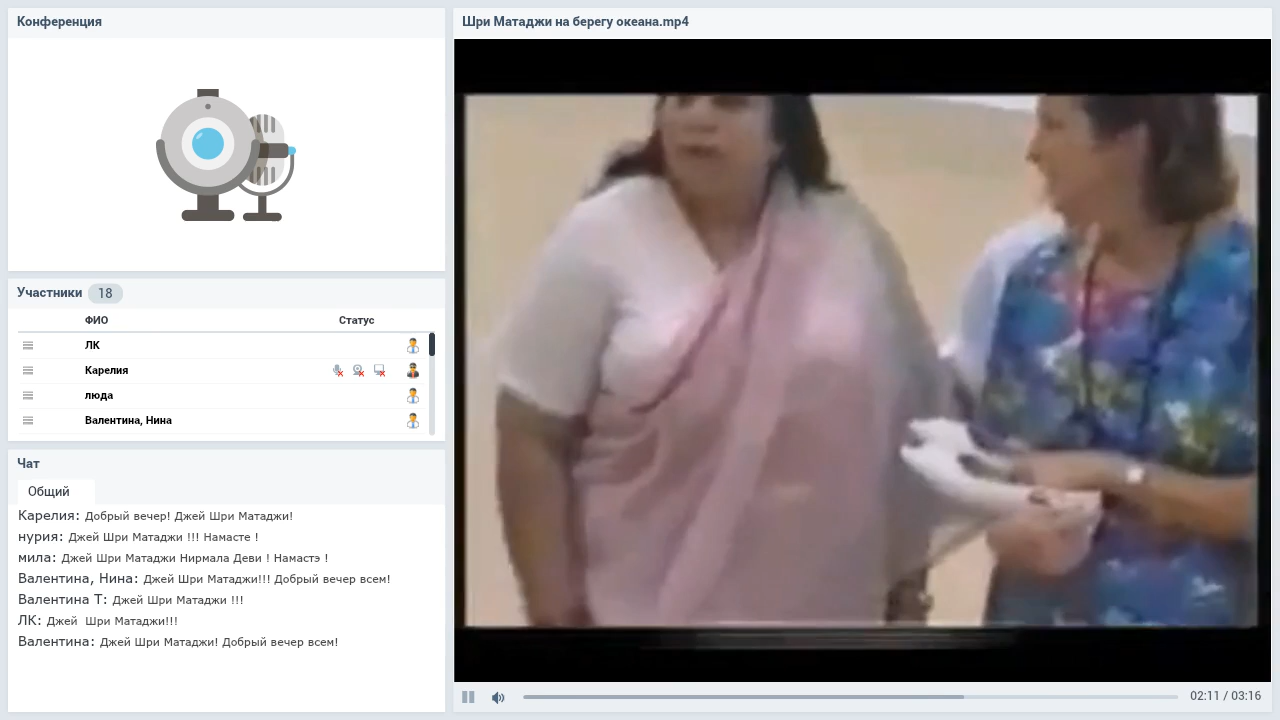 Конференция
Участники 18
ФИО Статус
ЛК
Карелия
люда
Валентина, Нина
Чат
Общий
Карелия: Добрый вечер! Джей Шри Матаджи!
нурия: Джей Шри Матаджи !!! Намасте !
мила: Джей Шри Матаджи Нирмала Деви ! Намастэ !
Валентина, Нина: Джей Шри Матаджи!!! Добрый вечер всем!
Валентина Т: Джей Шри Матаджи !!!
ЛК: Джей  Шри Матаджи!!!
Валентина: Джей Шри Матаджи! Добрый вечер всем!
Шри Матаджи на берегу океана.mp4
02:11 / 03:16